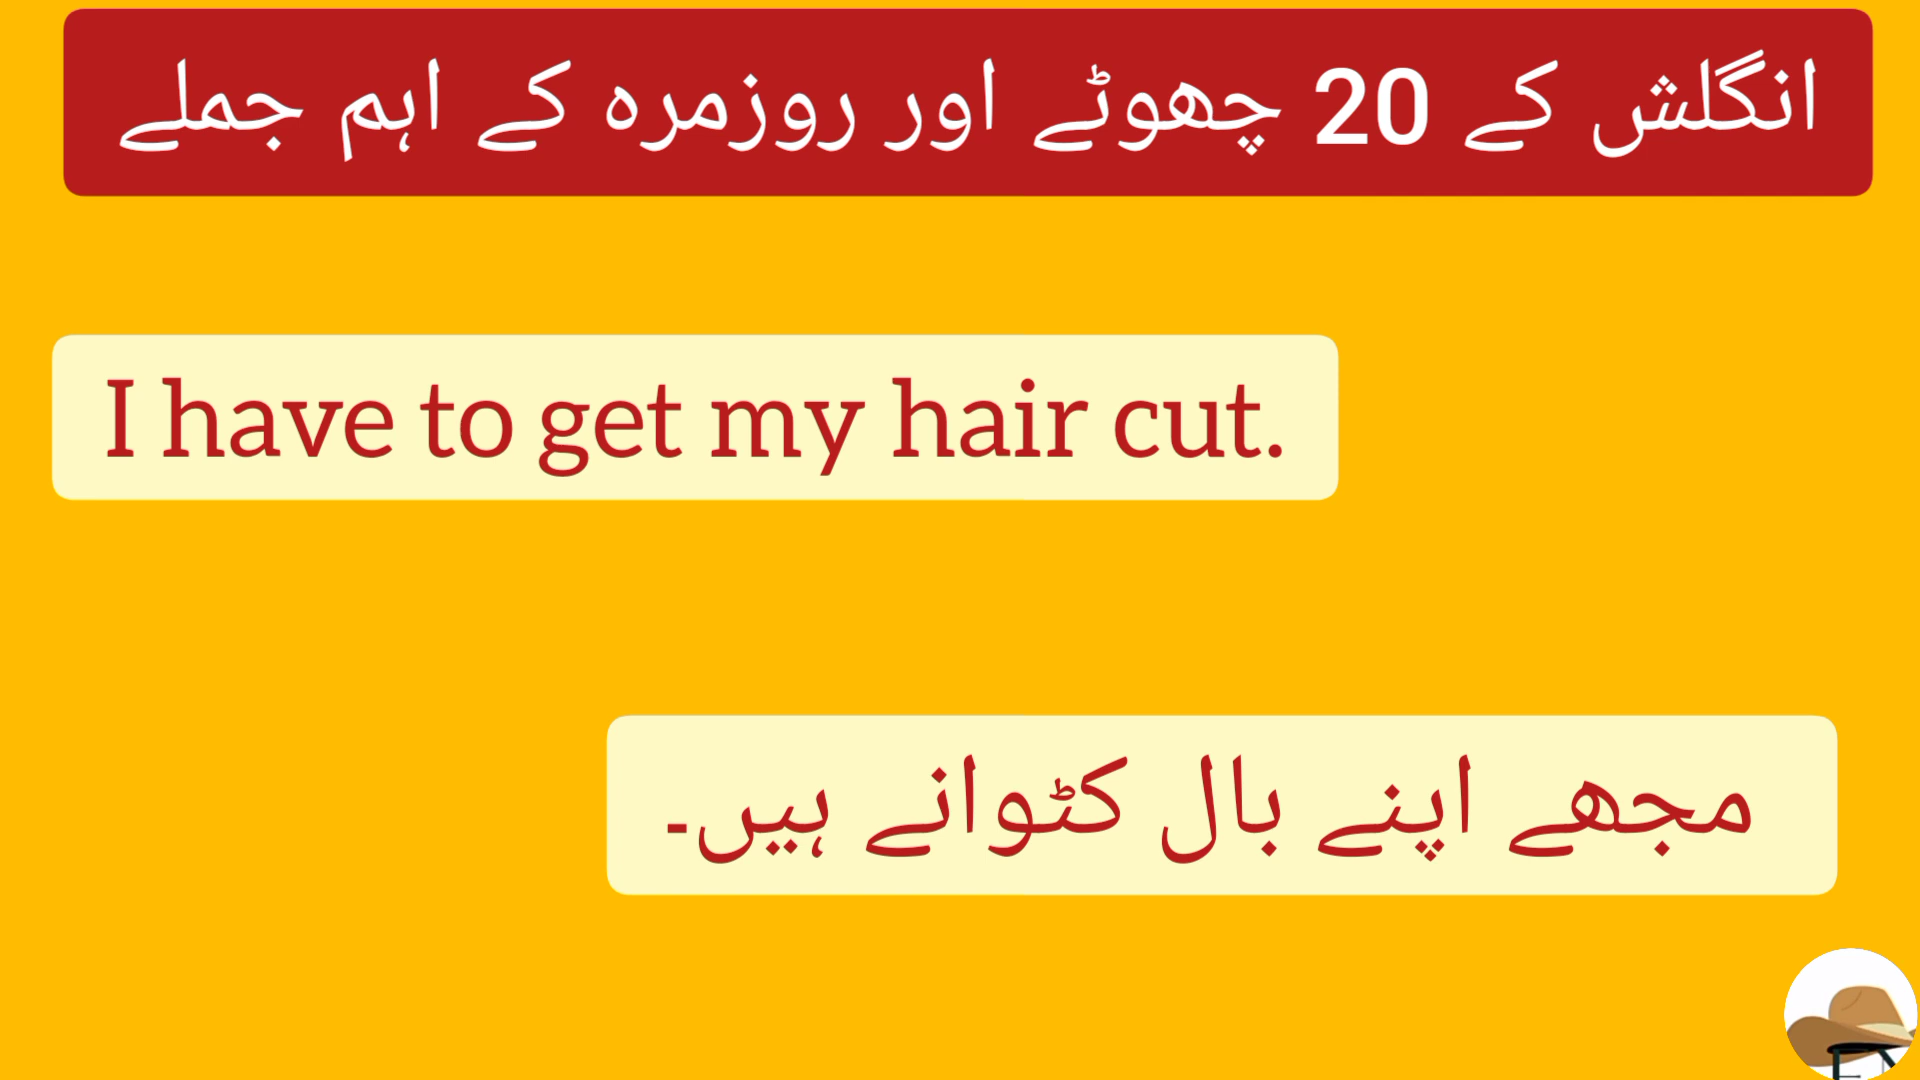 انگلش کے 20 چھوٹے اور روزمرہ کے اہم جملے
I have to get my hair cut.
مجھے اپنے بال کٹوانے ہیں۔